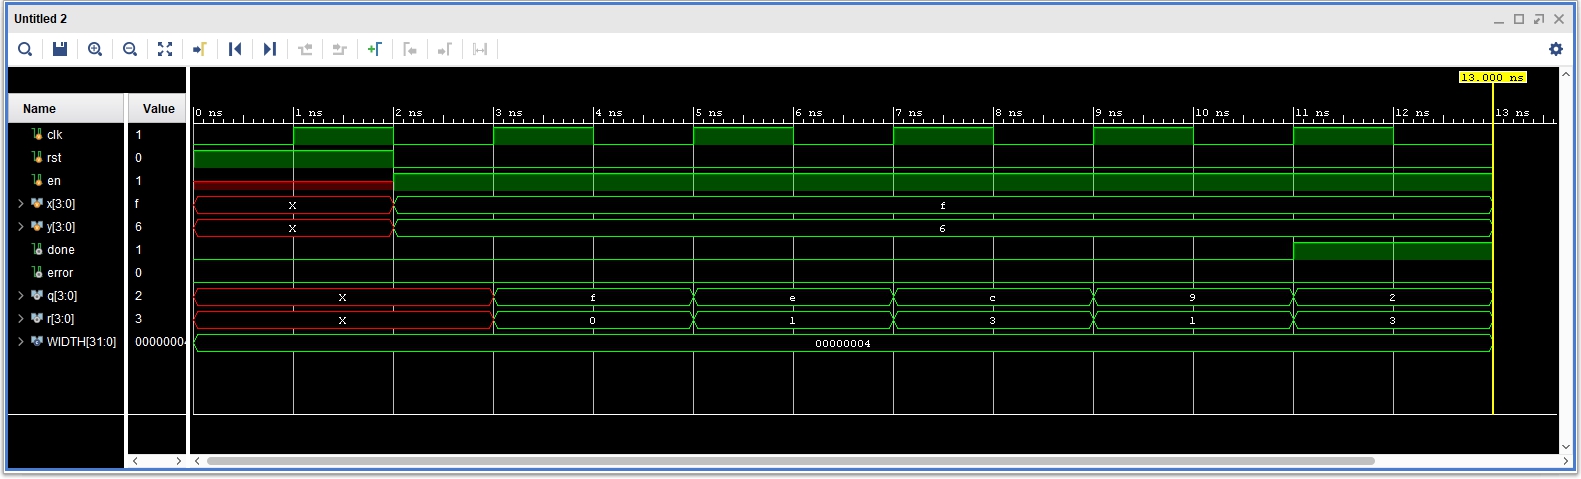 Untitled 2
13.000 ns
Name Value
0 ns 1 ns 2 ns 3 ns 4 ns 5 ns 6 ns 7 ns 8 ns 9 ns 10 ns 11 ns 12 ns 13 ns
clk 1
rst 0
en 1
x[3:0] f X f
y[3:0] 6 X 6
done 1
error 0
q[3:0] 2 X f e c 9 2
r[3:0] 3 X 0 1 3 1 3
WIDTH[31:0] 00000004 00000004